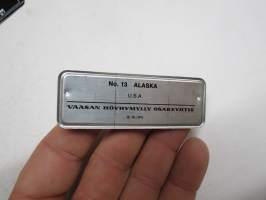 No. 13 ALASKA
U.S.A.
VAASAN HÖYRYMYLLY OSAKEYHTIÖ